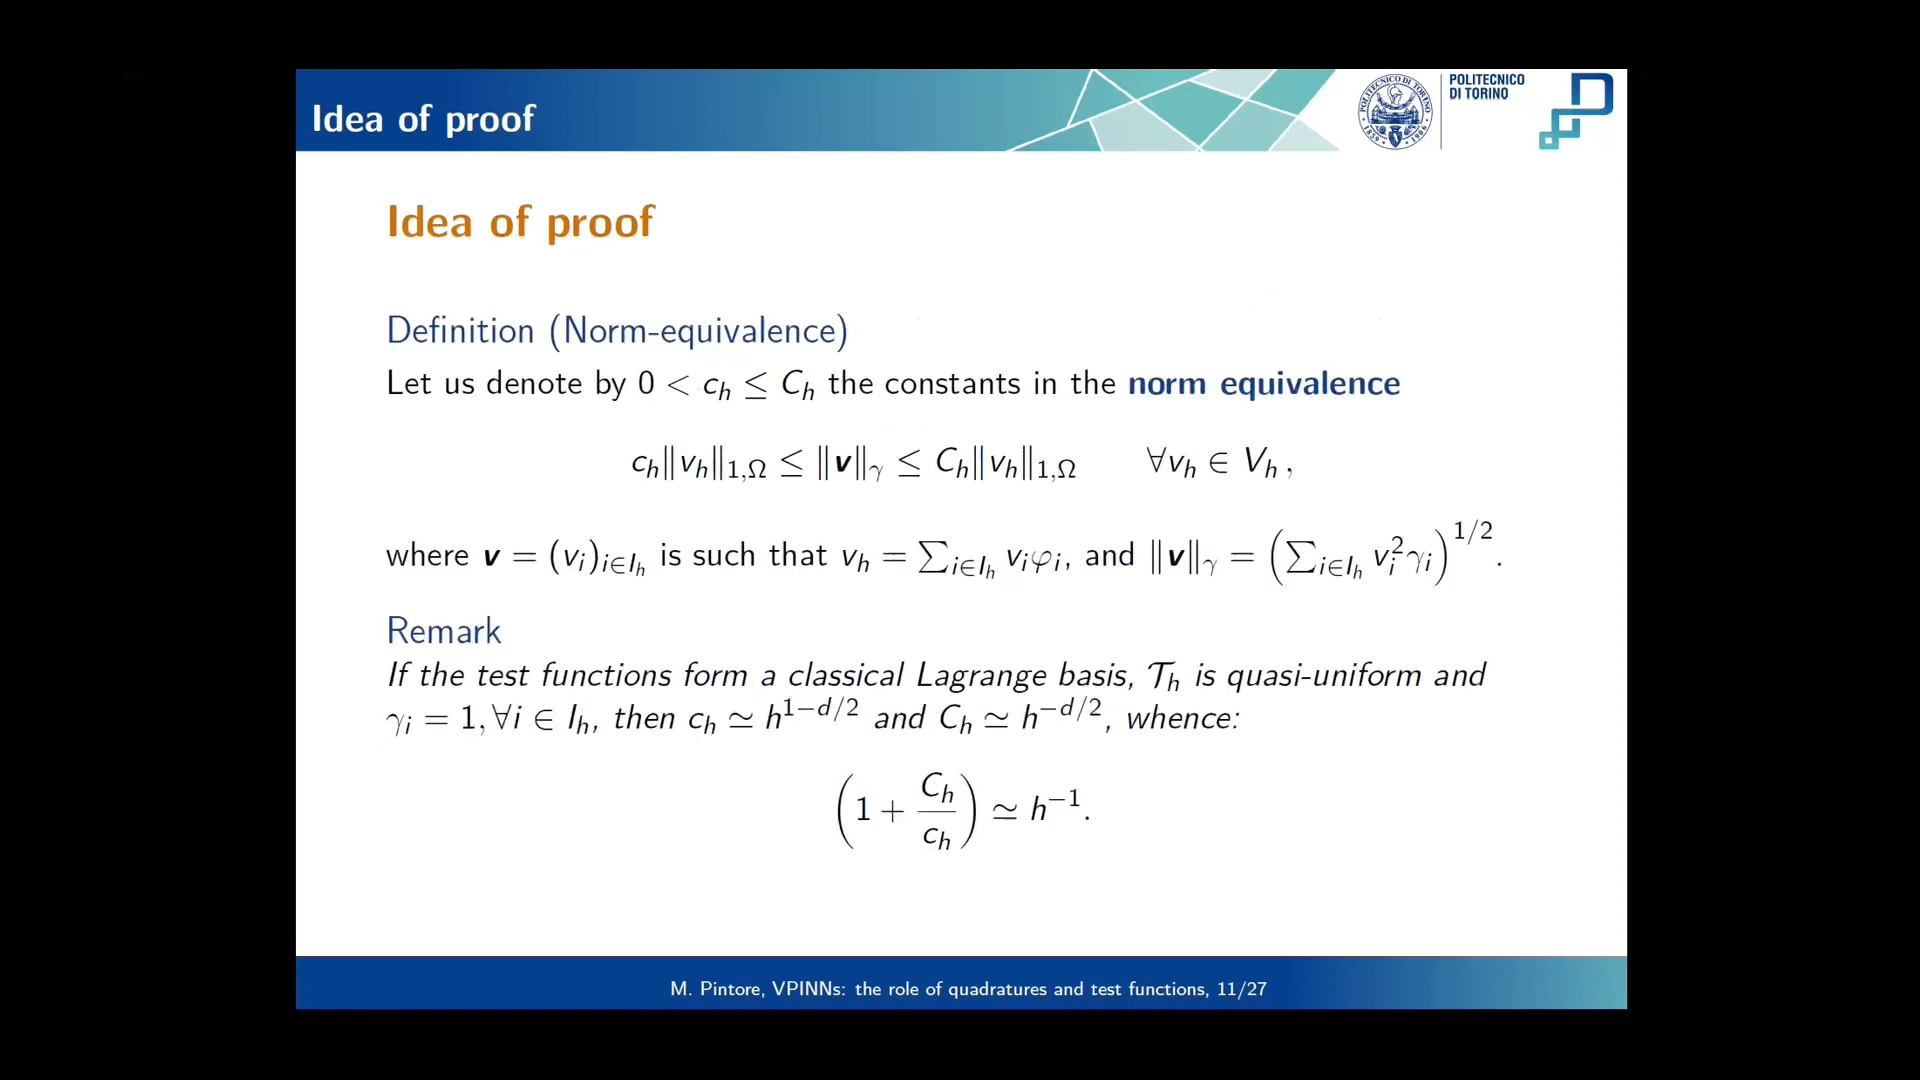 Idea of proof
POLITECNICO
DI TORINO
Idea of proof
Definition (Norm-equivalence)
Let us denote by 0 < c_h ≤ C_h the constants in the norm equivalence
c_h‖v_h‖_{1,Ω} ≤ ‖v‖_γ ≤ C_h‖v_h‖_{1,Ω} ∀v_h ∈ V_h ,
where v = (v_i)_{i∈I_h} is such that v_h = ∑_{i∈I_h} v_iφ_i, and ‖v‖_γ = (∑_{i∈I_h} v_i^2 γ_i)^{1/2}.
Remark
If the test functions form a classical Lagrange basis, 𝒯_h is quasi-uniform and
γ_i = 1, ∀i ∈ I_h, then c_h ≃ h^{1−d/2} and C_h ≃ h^{−d/2}, whence:
(1 + C_h/c_h) ≃ h^{−1}.
M. Pintore, VPINNs: the role of quadratures and test functions, 11/27